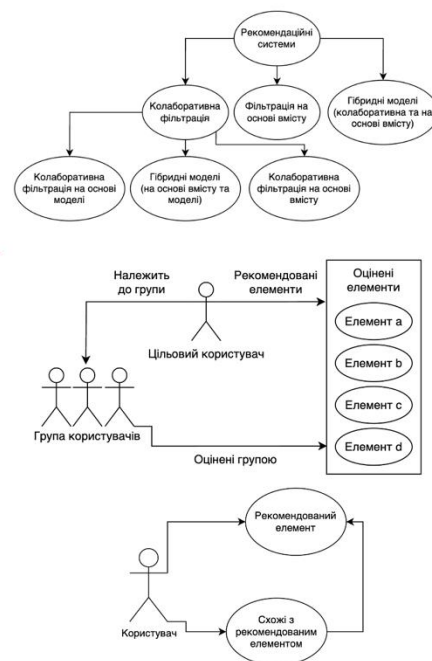 Рекомендаційні
системи
Колаборативна
фільтрація
Фільтрація на
основі вмісту
Гібридні моделі
(колаборативна та на
основі вмісту)
Колаборативна
фільтрація на основі
моделі
Гібридні моделі
(на основі вмісту та
моделі)
Колаборативна
фільтрація на основі
вмісту
Належить
до групи
Рекомендовані
елементи
Оцінені
елементи
Елемент a
Елемент b
Елемент c
Елемент d
Цільовий користувач
Група користувачів
Оцінені групою
Рекомендований
елемент
Користувач
Схожі з
рекомендованим
елементом